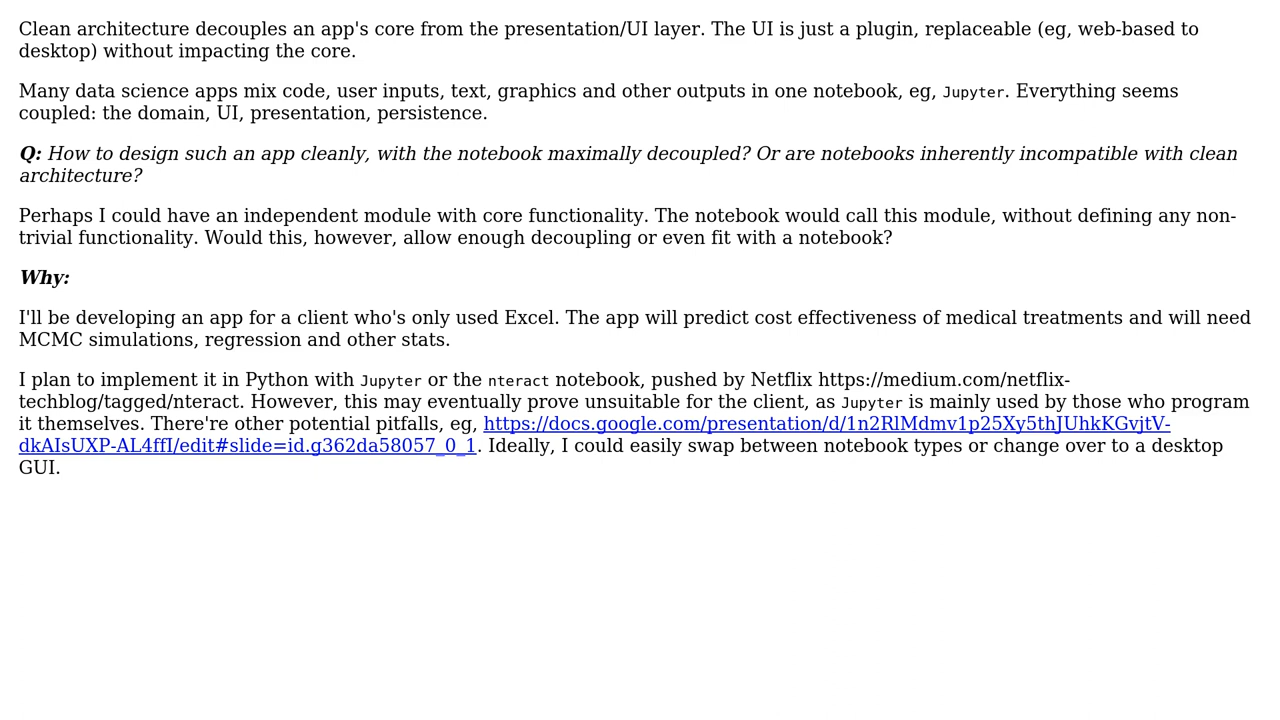 Clean architecture decouples an app's core from the presentation/UI layer. The UI is just a plugin, replaceable (eg, web-based to
desktop) without impacting the core.
Many data science apps mix code, user inputs, text, graphics and other outputs in one notebook, eg, Jupyter. Everything seems
coupled: the domain, UI, presentation, persistence.
Q: How to design such an app cleanly, with the notebook maximally decoupled? Or are notebooks inherently incompatible with clean
architecture?
Perhaps I could have an independent module with core functionality. The notebook would call this module, without defining any non-
trivial functionality. Would this, however, allow enough decoupling or even fit with a notebook?
Why:
I'll be developing an app for a client who's only used Excel. The app will predict cost effectiveness of medical treatments and will need
MCMC simulations, regression and other stats.
I plan to implement it in Python with Jupyter or the nteract notebook, pushed by Netflix https://medium.com/netflix-
techblog/tagged/nteract. However, this may eventually prove unsuitable for the client, as Jupyter is mainly used by those who program
it themselves. There're other potential pitfalls, eg, https://docs.google.com/presentation/d/1n2RlMdmv1p25Xy5thJUhkKGvjtV-
dkAIsUXP-AL4ffI/edit#slide=id.g362da58057_0_1. Ideally, I could easily swap between notebook types or change over to a desktop
GUI.